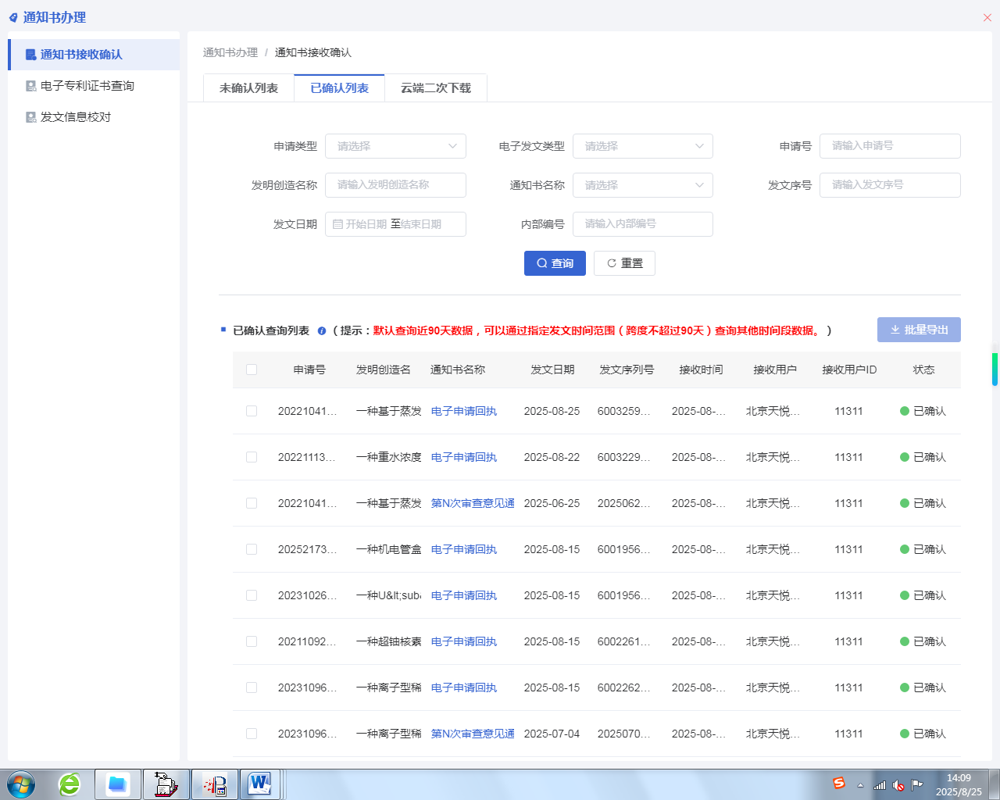 通知书办理
通知书接收确认
电子专利证书查询
发文信息校对
通知书办理 / 通知书接收确认
未确认列表 已确认列表 云端二次下载
申请类型 请选择 电子发文类型 请选择 申请号 请输入申请号
发明创造名称 请输入发明创造名称 通知书名称 请选择 发文序号 请输入发文序号
发文日期 开始日期 至 结束日期 内部编号 请输入内部编号
查询 重置
已确认查询列表 (提示:默认查询近90天数据,可以通过指定发文时间范围(跨度不超过90天)查询其他时间段数据。) 批量导出
申请号 发明创造名 通知书名称 发文日期 发文序列号 接收时间 接收用户 接收用户ID 状态
20221041... 一种基于蒸发 电子申请回执 2025-08-25 6003259... 2025-08-... 北京天悦... 11311 已确认
20221113... 一种重水浓度 电子申请回执 2025-08-22 6003229... 2025-08-... 北京天悦... 11311 已确认
20221041... 一种基于蒸发 第N次审查意见通 2025-06-25 2025062... 2025-08-... 北京天悦... 11311 已确认
20252173... 一种机电管盒 电子申请回执 2025-08-15 6001956... 2025-08-... 北京天悦... 11311 已确认
20231026... 一种U&lt;sub& 电子申请回执 2025-08-15 6001956... 2025-08-... 北京天悦... 11311 已确认
20211092... 一种超铀核素 电子申请回执 2025-08-15 6002261... 2025-08-... 北京天悦... 11311 已确认
20231096... 一种离子型稀 电子申请回执 2025-08-15 6002262... 2025-08-... 北京天悦... 11311 已确认
20231096... 一种离子型稀 第N次审查意见通 2025-07-04 2025070... 2025-08-... 北京天悦... 11311 已确认
14:09
2025/8/25